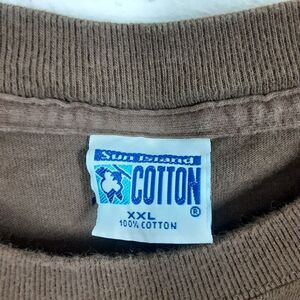 Sun Island
COTTON
®
XXL
100% COTTON